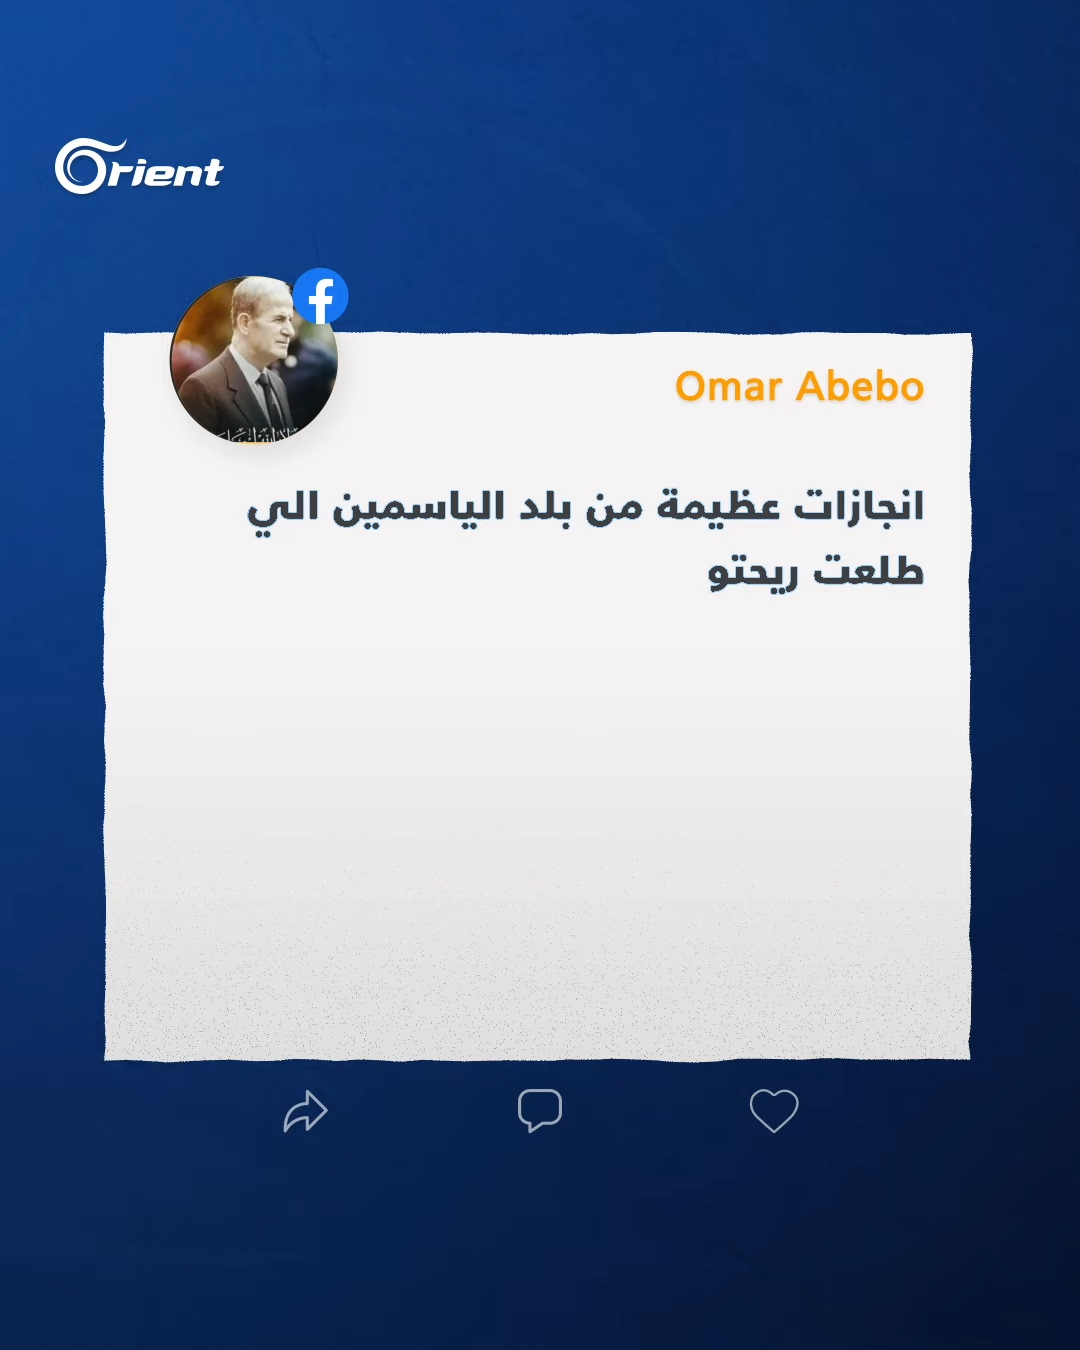 Orient
Omar Abebo
انجازات عظيمة من بلد الياسمين الي
طلعت ريحتو